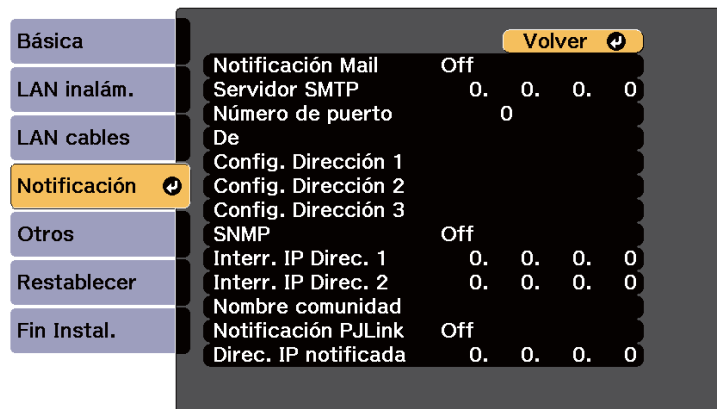 Básica
LAN inalám.
LAN cables
Notificación
Otros
Restablecer
Fin Instal.
Volver
Notificación Mail Off
Servidor SMTP 0. 0. 0. 0
Número de puerto 0
De
Config. Dirección 1
Config. Dirección 2
Config. Dirección 3
SNMP Off
Interr. IP Direc. 1 0. 0. 0. 0
Interr. IP Direc. 2 0. 0. 0. 0
Nombre comunidad
Notificación PJLink Off
Direc. IP notificada 0. 0. 0. 0